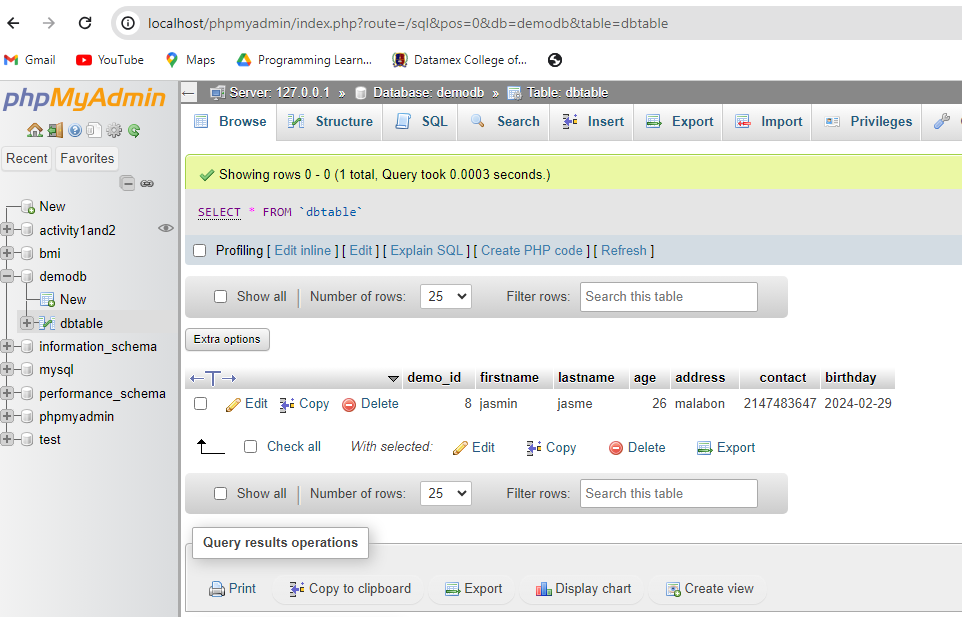 localhost/phpmyadmin/index.php?route=/sql&pos=0&db=demodb&table=dbtable
Gmail YouTube Maps Programming Learn... Datamex College of...
phpMyAdmin
Server: 127.0.0.1 » Database: demodb » Table: dbtable
Browse Structure SQL Search Insert Export Import Privileges
Recent Favorites
New
activity1and2
bmi
demodb
New
dbtable
information_schema
mysql
performance_schema
phpmyadmin
test
Showing rows 0 - 0 (1 total, Query took 0.0003 seconds.)
SELECT * FROM `dbtable`
Profiling [ Edit inline ] [ Edit ] [ Explain SQL ] [ Create PHP code ] [ Refresh ]
Show all Number of rows: 25 Filter rows: Search this table
Extra options
demo_id firstname lastname age address contact birthday
Edit Copy Delete 8 jasmin jasme 26 malabon 2147483647 2024-02-29
Check all With selected: Edit Copy Delete Export
Show all Number of rows: 25 Filter rows: Search this table
Query results operations
Print Copy to clipboard Export Display chart Create view